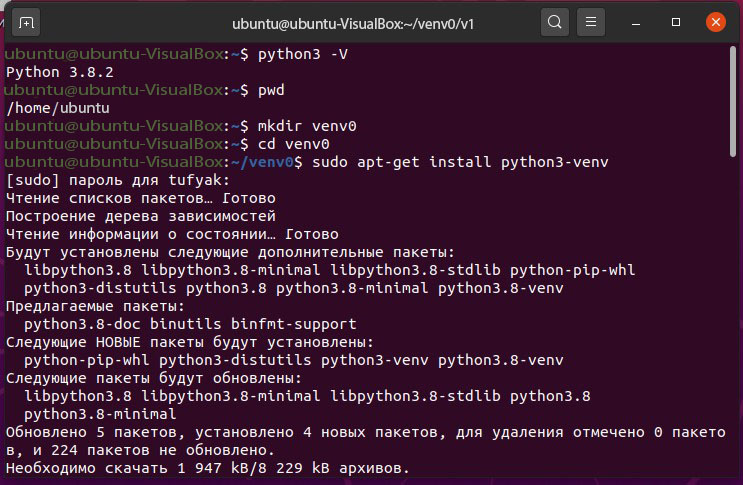 ubuntu@ubuntu-VisualBox:~/venv0/v1
ubuntu@ubuntu-VisualBox:~$ python3 -V
Python 3.8.2
ubuntu@ubuntu-VisualBox:~$ pwd
/home/ubuntu
ubuntu@ubuntu-VisualBox:~$ mkdir venv0
ubuntu@ubuntu-VisualBox:~$ cd venv0
ubuntu@ubuntu-VisualBox:~/venv0$ sudo apt-get install python3-venv
[sudo] пароль для tufyak:
Чтение списков пакетов… Готово
Построение дерева зависимостей
Чтение информации о состоянии… Готово
Будут установлены следующие дополнительные пакеты:
libpython3.8 libpython3.8-minimal libpython3.8-stdlib python-pip-whl
python3-distutils python3.8 python3.8-minimal python3.8-venv
Предлагаемые пакеты:
python3.8-doc binutils binfmt-support
Следующие НОВЫЕ пакеты будут установлены:
python-pip-whl python3-distutils python3-venv python3.8-venv
Следующие пакеты будут обновлены:
libpython3.8 libpython3.8-minimal libpython3.8-stdlib python3.8
python3.8-minimal
Обновлено 5 пакетов, установлено 4 новых пакетов, для удаления отмечено 0 пакето
в, и 224 пакетов не обновлено.
Необходимо скачать 1 947 kB/8 229 kB архивов.